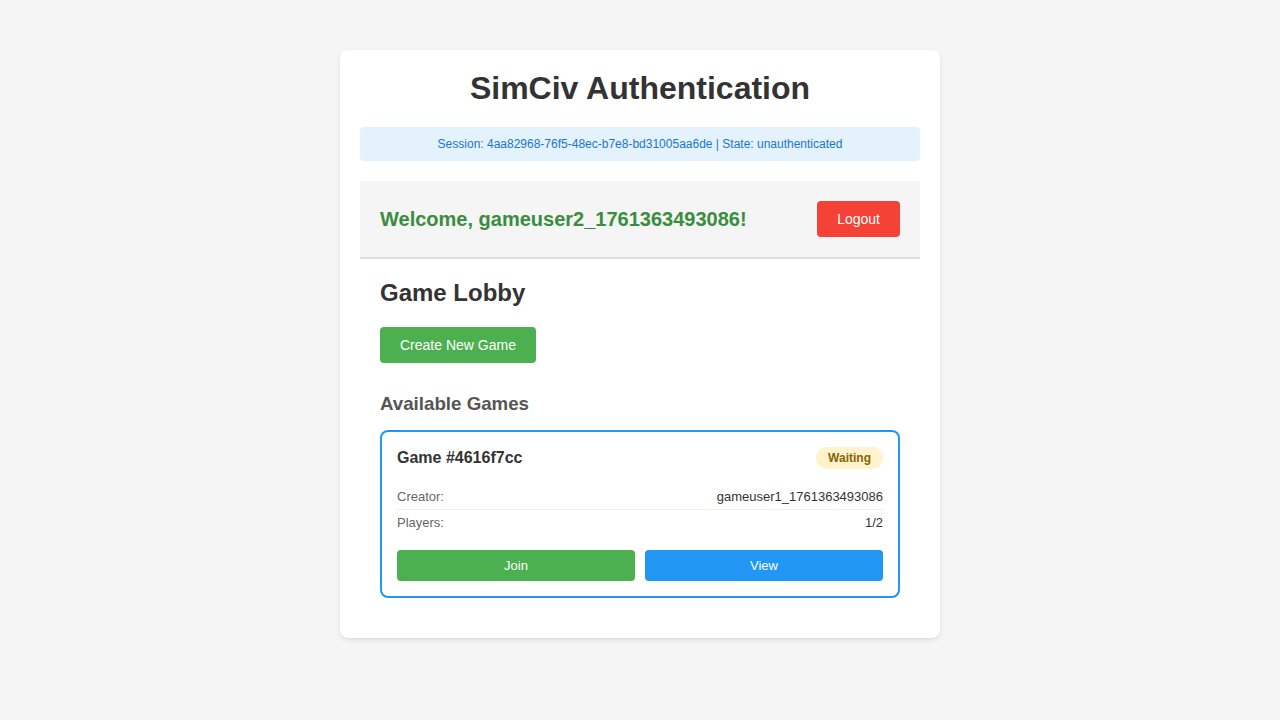 SimCiv Authentication
Session: 4aa82968-76f5-48ec-b7e8-bd31005aa6de | State: unauthenticated
Welcome, gameuser2_1761363493086!
Logout
Game Lobby
Create New Game
Available Games
Game #4616f7cc
Waiting
Creator:
gameuser1_1761363493086
Players:
1/2
Join
View